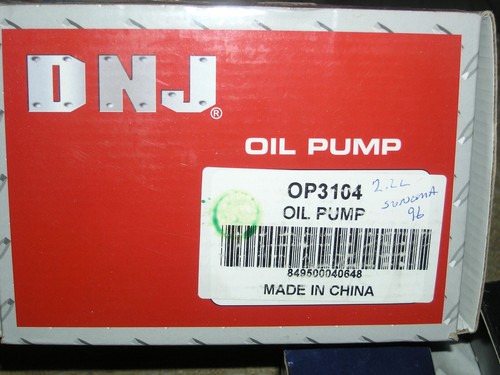 DNJ®
OIL PUMP
OP3104
OIL PUMP
2.2L
SONOMA
96
849500040648
MADE IN CHINA